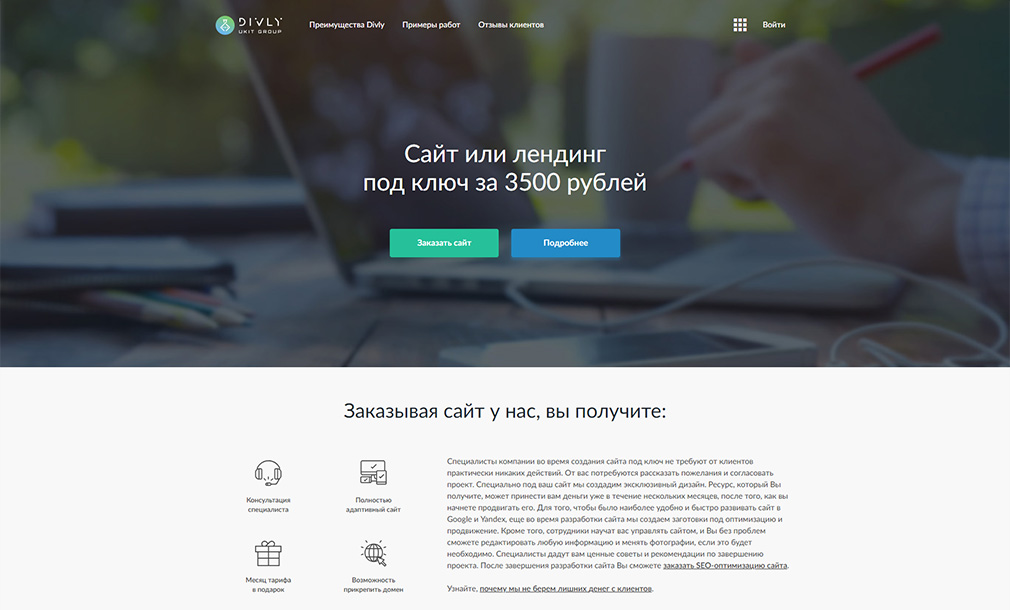 DIVLY
UKIT GROUP
Преимущества Divly
Примеры работ
Отзывы клиентов
Войти
Сайт или лендинг
под ключ за 3500 рублей
Заказать сайт
Подробнее
Заказывая сайт у нас, вы получите:
Консультация
специалиста
Полностью
адаптивный сайт
Месяц тарифа
в подарок
Возможность
прикрепить домен
Специалисты компании во время создания сайта под ключ не требуют от клиентов
практически никаких действий. От вас потребуются рассказать пожелания и согласовать
проект. Специально под ваш сайт мы создадим эксклюзивный дизайн. Ресурс, который Вы
получите, может принести вам деньги уже в течение нескольких месяцев, после того, как вы
начнете продвигать его. Для того, чтобы было наиболее удобно и быстро развивать сайт в
Google и Yandex, еще во время разработки сайта мы создаем заготовки под оптимизацию и
продвижение. Кроме того, сотрудники научат вас управлять сайтом, и Вы без проблем
сможете редактировать любую информацию и менять фотографии, если это будет
необходимо. Специалисты дадут вам ценные советы и рекомендации по завершению
проекта. После завершения разработки сайта Вы сможете заказать SEO-оптимизацию сайта.
Узнайте, почему мы не берем лишних денег с клиентов.